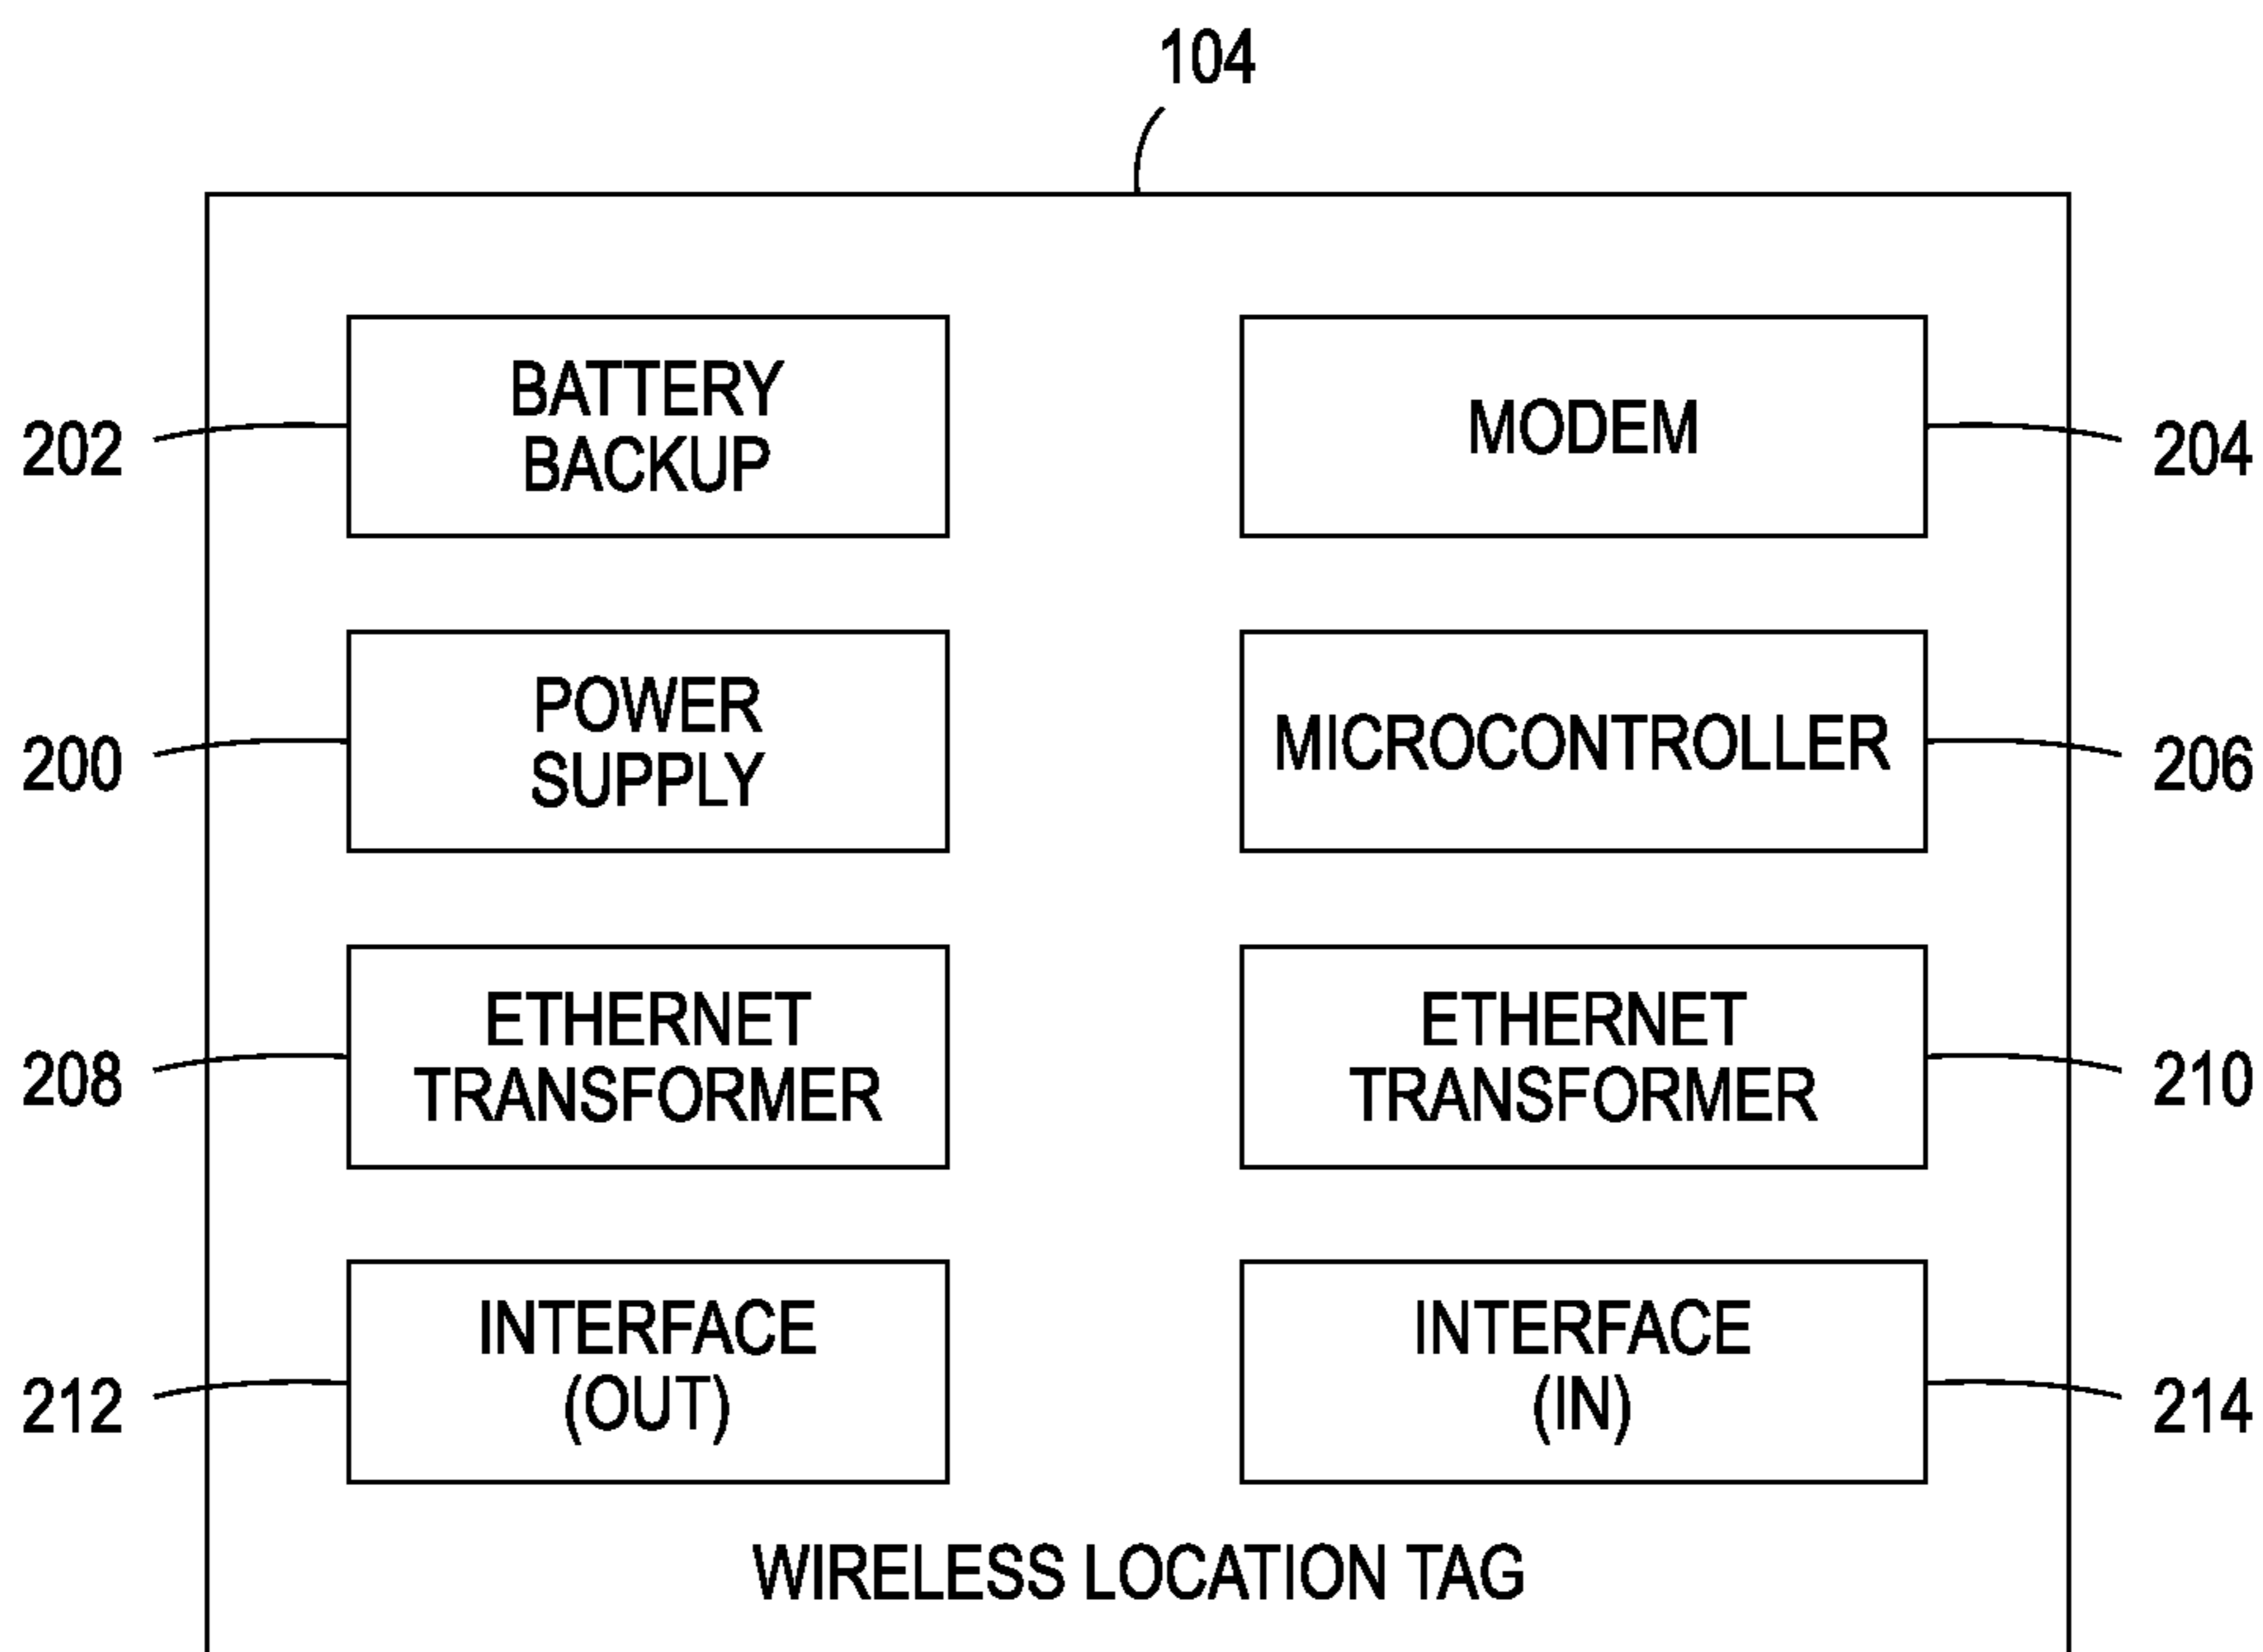 104
BATTERY
BACKUP
202
MODEM
204
POWER
SUPPLY
200
MICROCONTROLLER
206
ETHERNET
TRANSFORMER
208
ETHERNET
TRANSFORMER
210
INTERFACE
(OUT)
212
INTERFACE
(IN)
214
WIRELESS LOCATION TAG